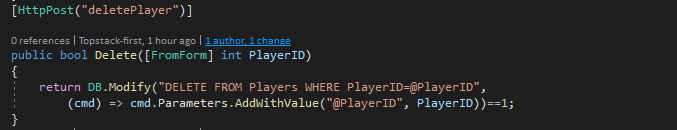 [HttpPost("deletePlayer")]
0 references | Topstack-first, 1 hour ago | 1 author, 1 change
public bool Delete([FromForm] int PlayerID)
{
return DB.Modify("DELETE FROM Players WHERE PlayerID=@PlayerID",
(cmd) => cmd.Parameters.AddWithValue("@PlayerID", PlayerID))==1;
}